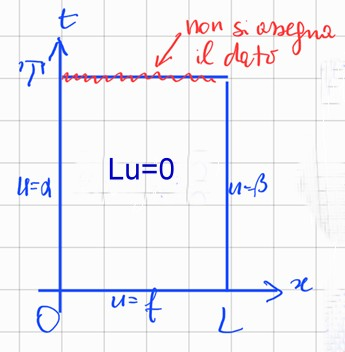 t
non si assegna
il dato
T
Lu=0
u=α
u=β
x
O
u=f
L